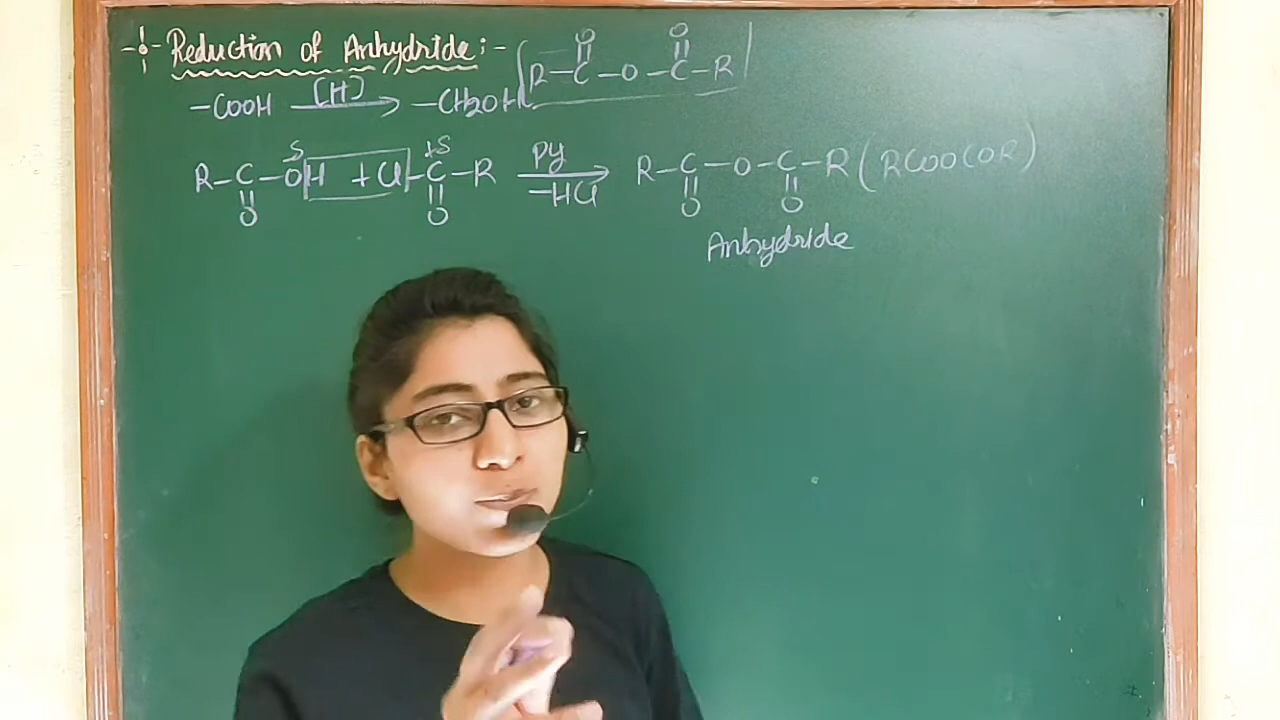 Reduction of Anhydride :-
R-C-O-C-R
O O
-COOH [H] → -CH2OH
R-C-OH + Cl-C-R Py → R-C-O-C-R (RCOOCOR)
δ +δ -HCl
O O O O
Anhydride